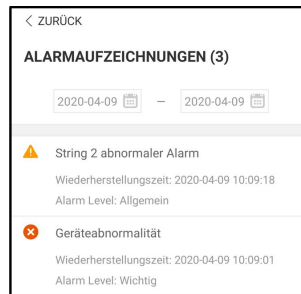 < ZURÜCK
ALARMAUFZEICHNUNGEN (3)
2020-04-09 – 2020-04-09
String 2 abnormaler Alarm
Wiederherstellungszeit: 2020-04-09 10:09:18
Alarm Level: Allgemein
Geräteabnormalität
Wiederherstellungszeit: 2020-04-09 10:09:01
Alarm Level: Wichtig